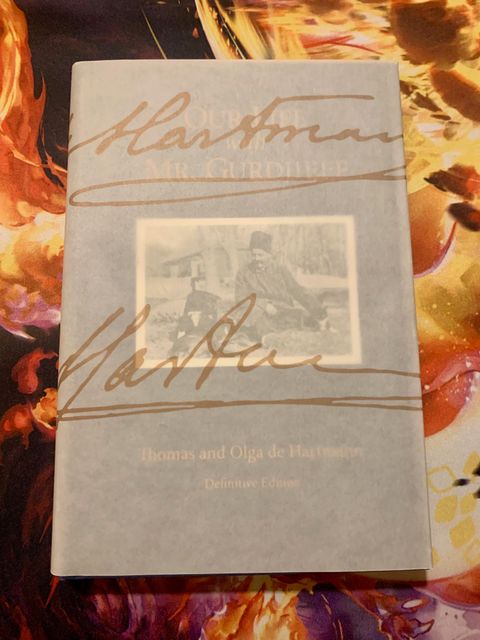 OUR LIFE
WITH
MR. GURDJIEFF
Hartman
Hartman
Thomas and Olga de Hartmann
Definitive Edition